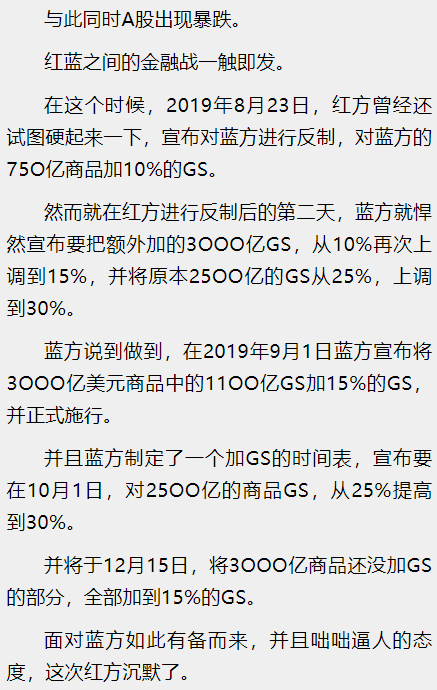 与此同时A股出现暴跌。
红蓝之间的金融战一触即发。
在这个时候，2019年8月23日，红方曾经还
试图硬起来一下，宣布对蓝方进行反制，对蓝方的
75O亿商品加10%的GS。
然而就在红方进行反制后的第二天，蓝方就悍
然宣布要把额外加的3OOO亿GS，从10%再次上
调到15%，并将原本25OO亿的GS从25%，上调
到30%。
蓝方说到做到，在2019年9月1日蓝方宣布将
3OOO亿美元商品中的11OO亿GS加15%的GS，
并正式施行。
并且蓝方制定了一个加GS的时间表，宣布要
在10月1日，对25OO亿的商品GS，从25%提高
到30%。
并将于12月15日，将3OOO亿商品还没加GS
的部分，全部加到15%的GS。
面对蓝方如此有备而来，并且咄咄逼人的态
度，这次红方沉默了。